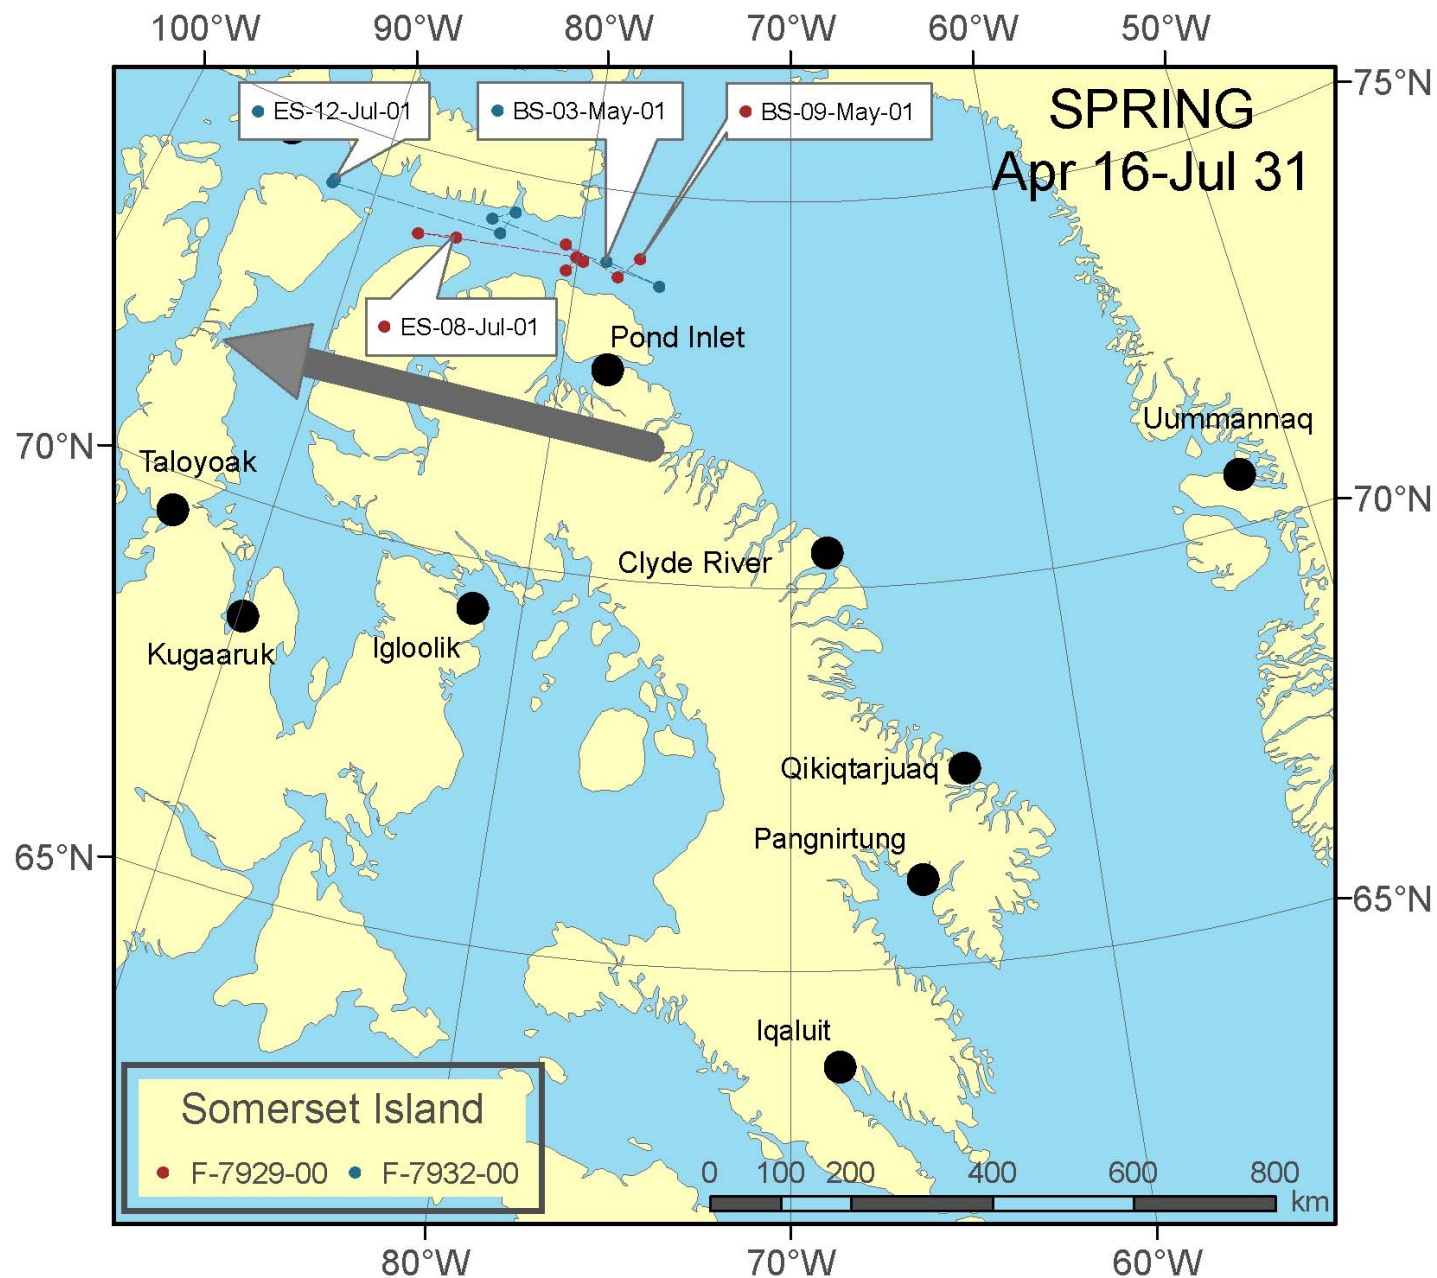 100°W 90°W 80°W 70°W 60°W 50°W
75°N
SPRING
Apr 16-Jul 31
ES-12-Jul-01
BS-03-May-01
BS-09-May-01
ES-08-Jul-01
Pond Inlet
Uummannaq
70°N
Taloyoak
70°N
Clyde River
Kugaaruk
Igloolik
Qikiqtarjuaq
Pangnirtung
65°N
65°N
Iqaluit
Somerset Island
F-7929-00 F-7932-00
0 100 200 400 600 800
km
80°W 70°W 60°W